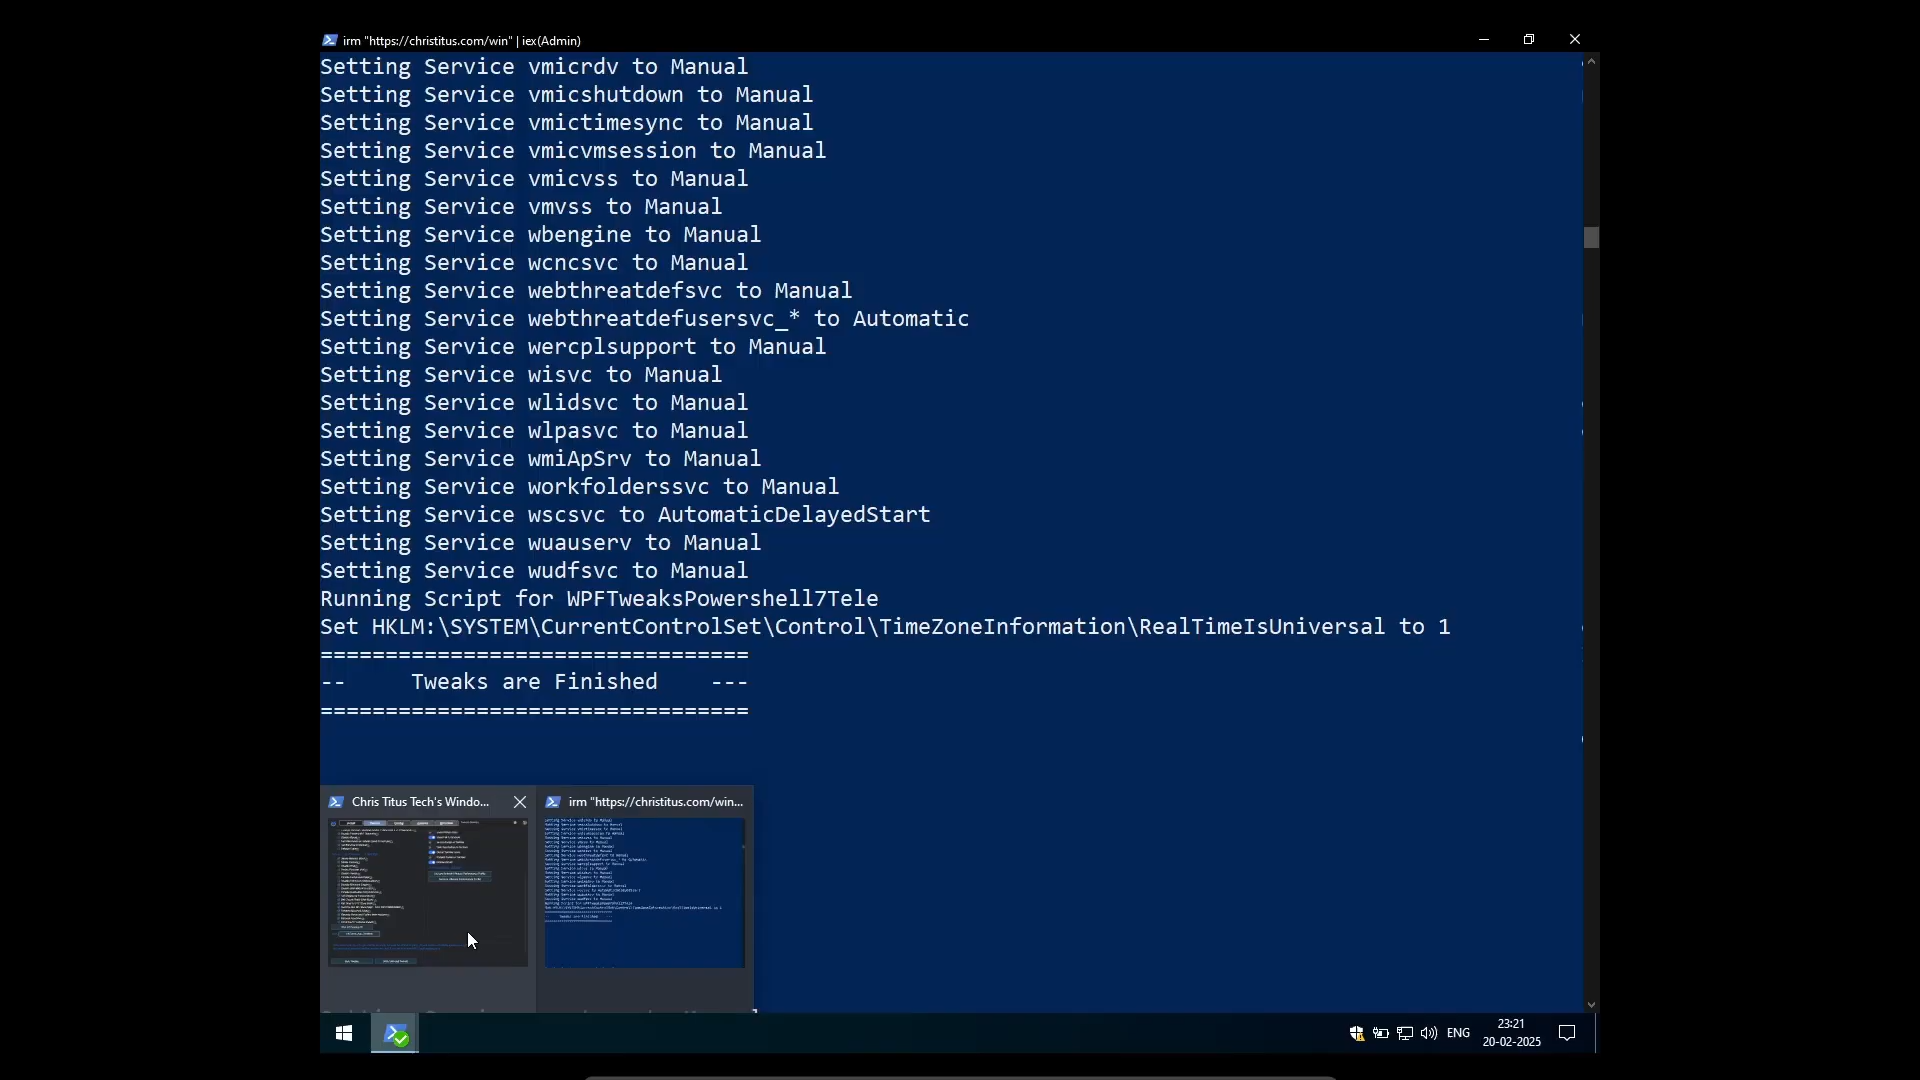 irm "https://christitus.com/win" | iex(Admin)
Setting Service vmicrdv to Manual
Setting Service vmicshutdown to Manual
Setting Service vmictimesync to Manual
Setting Service vmicvmsession to Manual
Setting Service vmicvss to Manual
Setting Service vmvss to Manual
Setting Service wbengine to Manual
Setting Service wcncsvc to Manual
Setting Service webthreatdefsvc to Manual
Setting Service webthreatdefusersvc_* to Automatic
Setting Service wercplsupport to Manual
Setting Service wisvc to Manual
Setting Service wlidsvc to Manual
Setting Service wlpasvc to Manual
Setting Service wmiApSrv to Manual
Setting Service workfolderssvc to Manual
Setting Service wscsvc to AutomaticDelayedStart
Setting Service wuauserv to Manual
Setting Service wudfsvc to Manual
Running Script for WPFTweaksPowershell7Tele
Set HKLM:\SYSTEM\CurrentControlSet\Control\TimeZoneInformation\RealTimeIsUniversal to 1
=================================
--     Tweaks are Finished    ---
=================================
Chris Titus Tech's Windo...
irm "https://christitus.com/win...
ENG
23:21
20-02-2025